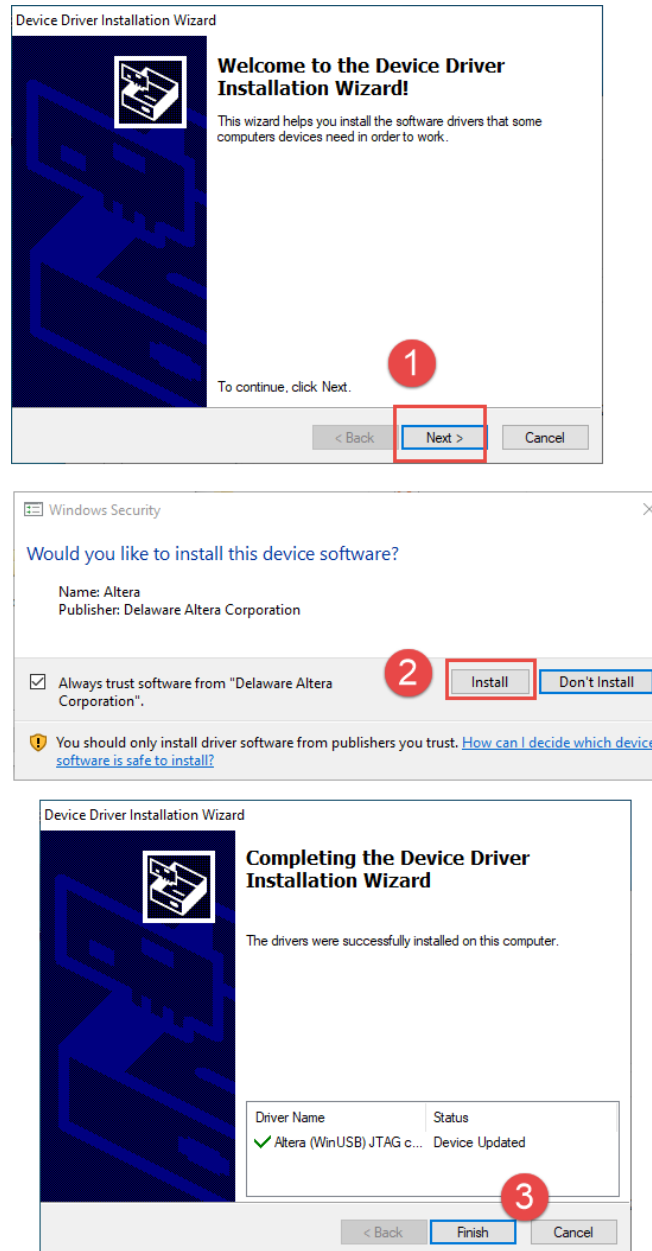 Device Driver Installation Wizard
Welcome to the Device Driver
Installation Wizard!
This wizard helps you install the software drivers that some
computers devices need in order to work.
To continue, click Next.
1
< Back
Next >
Cancel
Windows Security
Would you like to install this device software?
Name: Altera
Publisher: Delaware Altera Corporation
Always trust software from "Delaware Altera
Corporation".
2
Install
Don't Install
You should only install driver software from publishers you trust. How can I decide which device
software is safe to install?
Device Driver Installation Wizard
Completing the Device Driver
Installation Wizard
The drivers were successfully installed on this computer.
Driver Name
Status
Altera (WinUSB) JTAG c...
Device Updated
3
< Back
Finish
Cancel